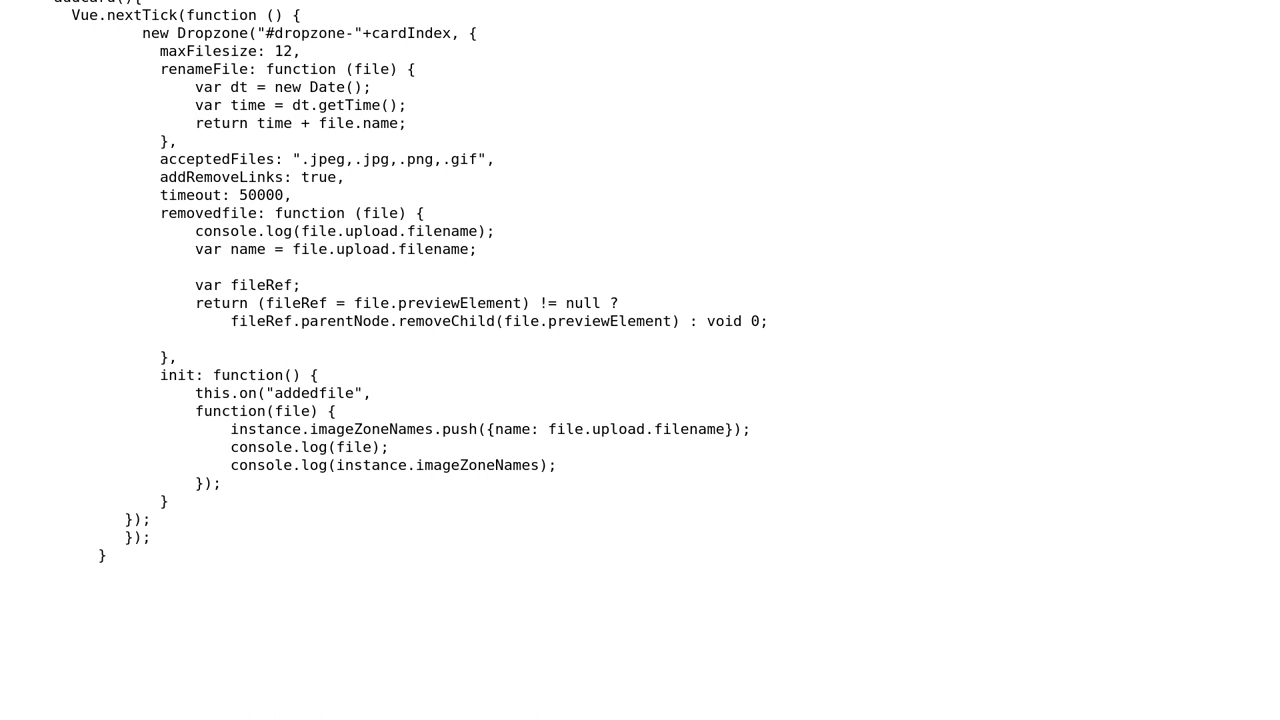 Vue.nextTick(function () {
new Dropzone("#dropzone-"+cardIndex, {
maxFilesize: 12,
renameFile: function (file) {
var dt = new Date();
var time = dt.getTime();
return time + file.name;
},
acceptedFiles: ".jpeg,.jpg,.png,.gif",
addRemoveLinks: true,
timeout: 50000,
removedfile: function (file) {
console.log(file.upload.filename);
var name = file.upload.filename;
var fileRef;
return (fileRef = file.previewElement) != null ?
fileRef.parentNode.removeChild(file.previewElement) : void 0;
},
init: function() {
this.on("addedfile",
function(file) {
instance.imageZoneNames.push({name: file.upload.filename});
console.log(file);
console.log(instance.imageZoneNames);
});
}
});
});
}